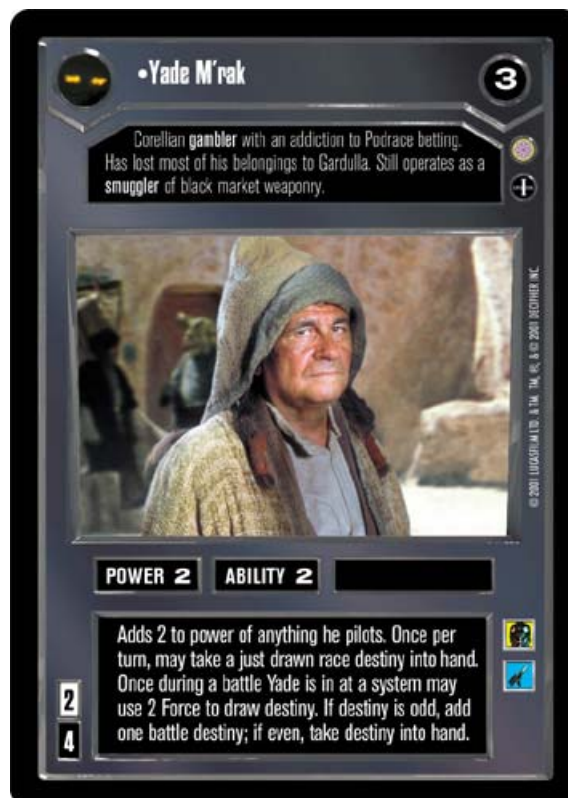 •Yade M'rak
3
Corellian gambler with an addiction to Podrace betting.
Has lost most of his belongings to Gardulla. Still operates as a
smuggler of black market weaponry.
© 2001 LUCASFILM LTD. & TM. TM, ®, & © 2001 DECIPHER INC.
POWER 2
ABILITY 2
Adds 2 to power of anything he pilots. Once per
turn, may take a just drawn race destiny into hand.
Once during a battle Yade is in at a system may
use 2 Force to draw destiny. If destiny is odd, add
one battle destiny; if even, take destiny into hand.
2
4